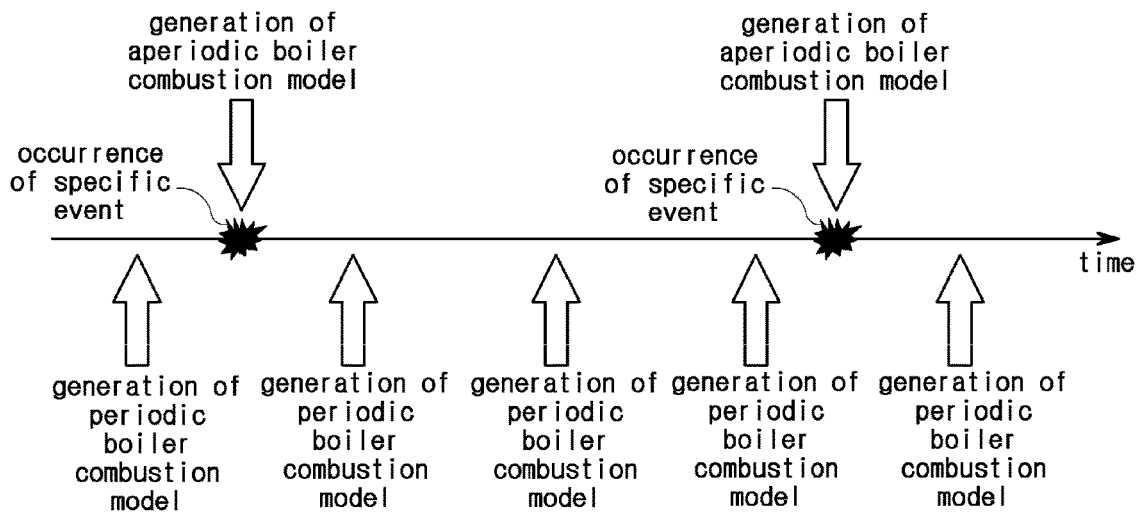 generation of
aperiodic boiler
combustion model
generation of
aperiodic boiler
combustion model
occurrence
of specific
event
occurrence
of specific
event
time
generation of
periodic
boiler
combustion
model
generation of
periodic
boiler
combustion
model
generation of
periodic
boiler
combustion
model
generation of
periodic
boiler
combustion
model
generation of
periodic
boiler
combustion
model